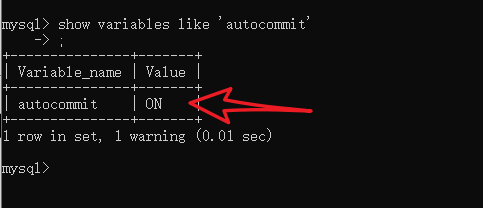 mysql> show variables like 'autocommit'
    -> ;
+---------------+-------+
| Variable_name | Value |
+---------------+-------+
| autocommit    | ON    |
+---------------+-------+
1 row in set, 1 warning (0.01 sec)
mysql>